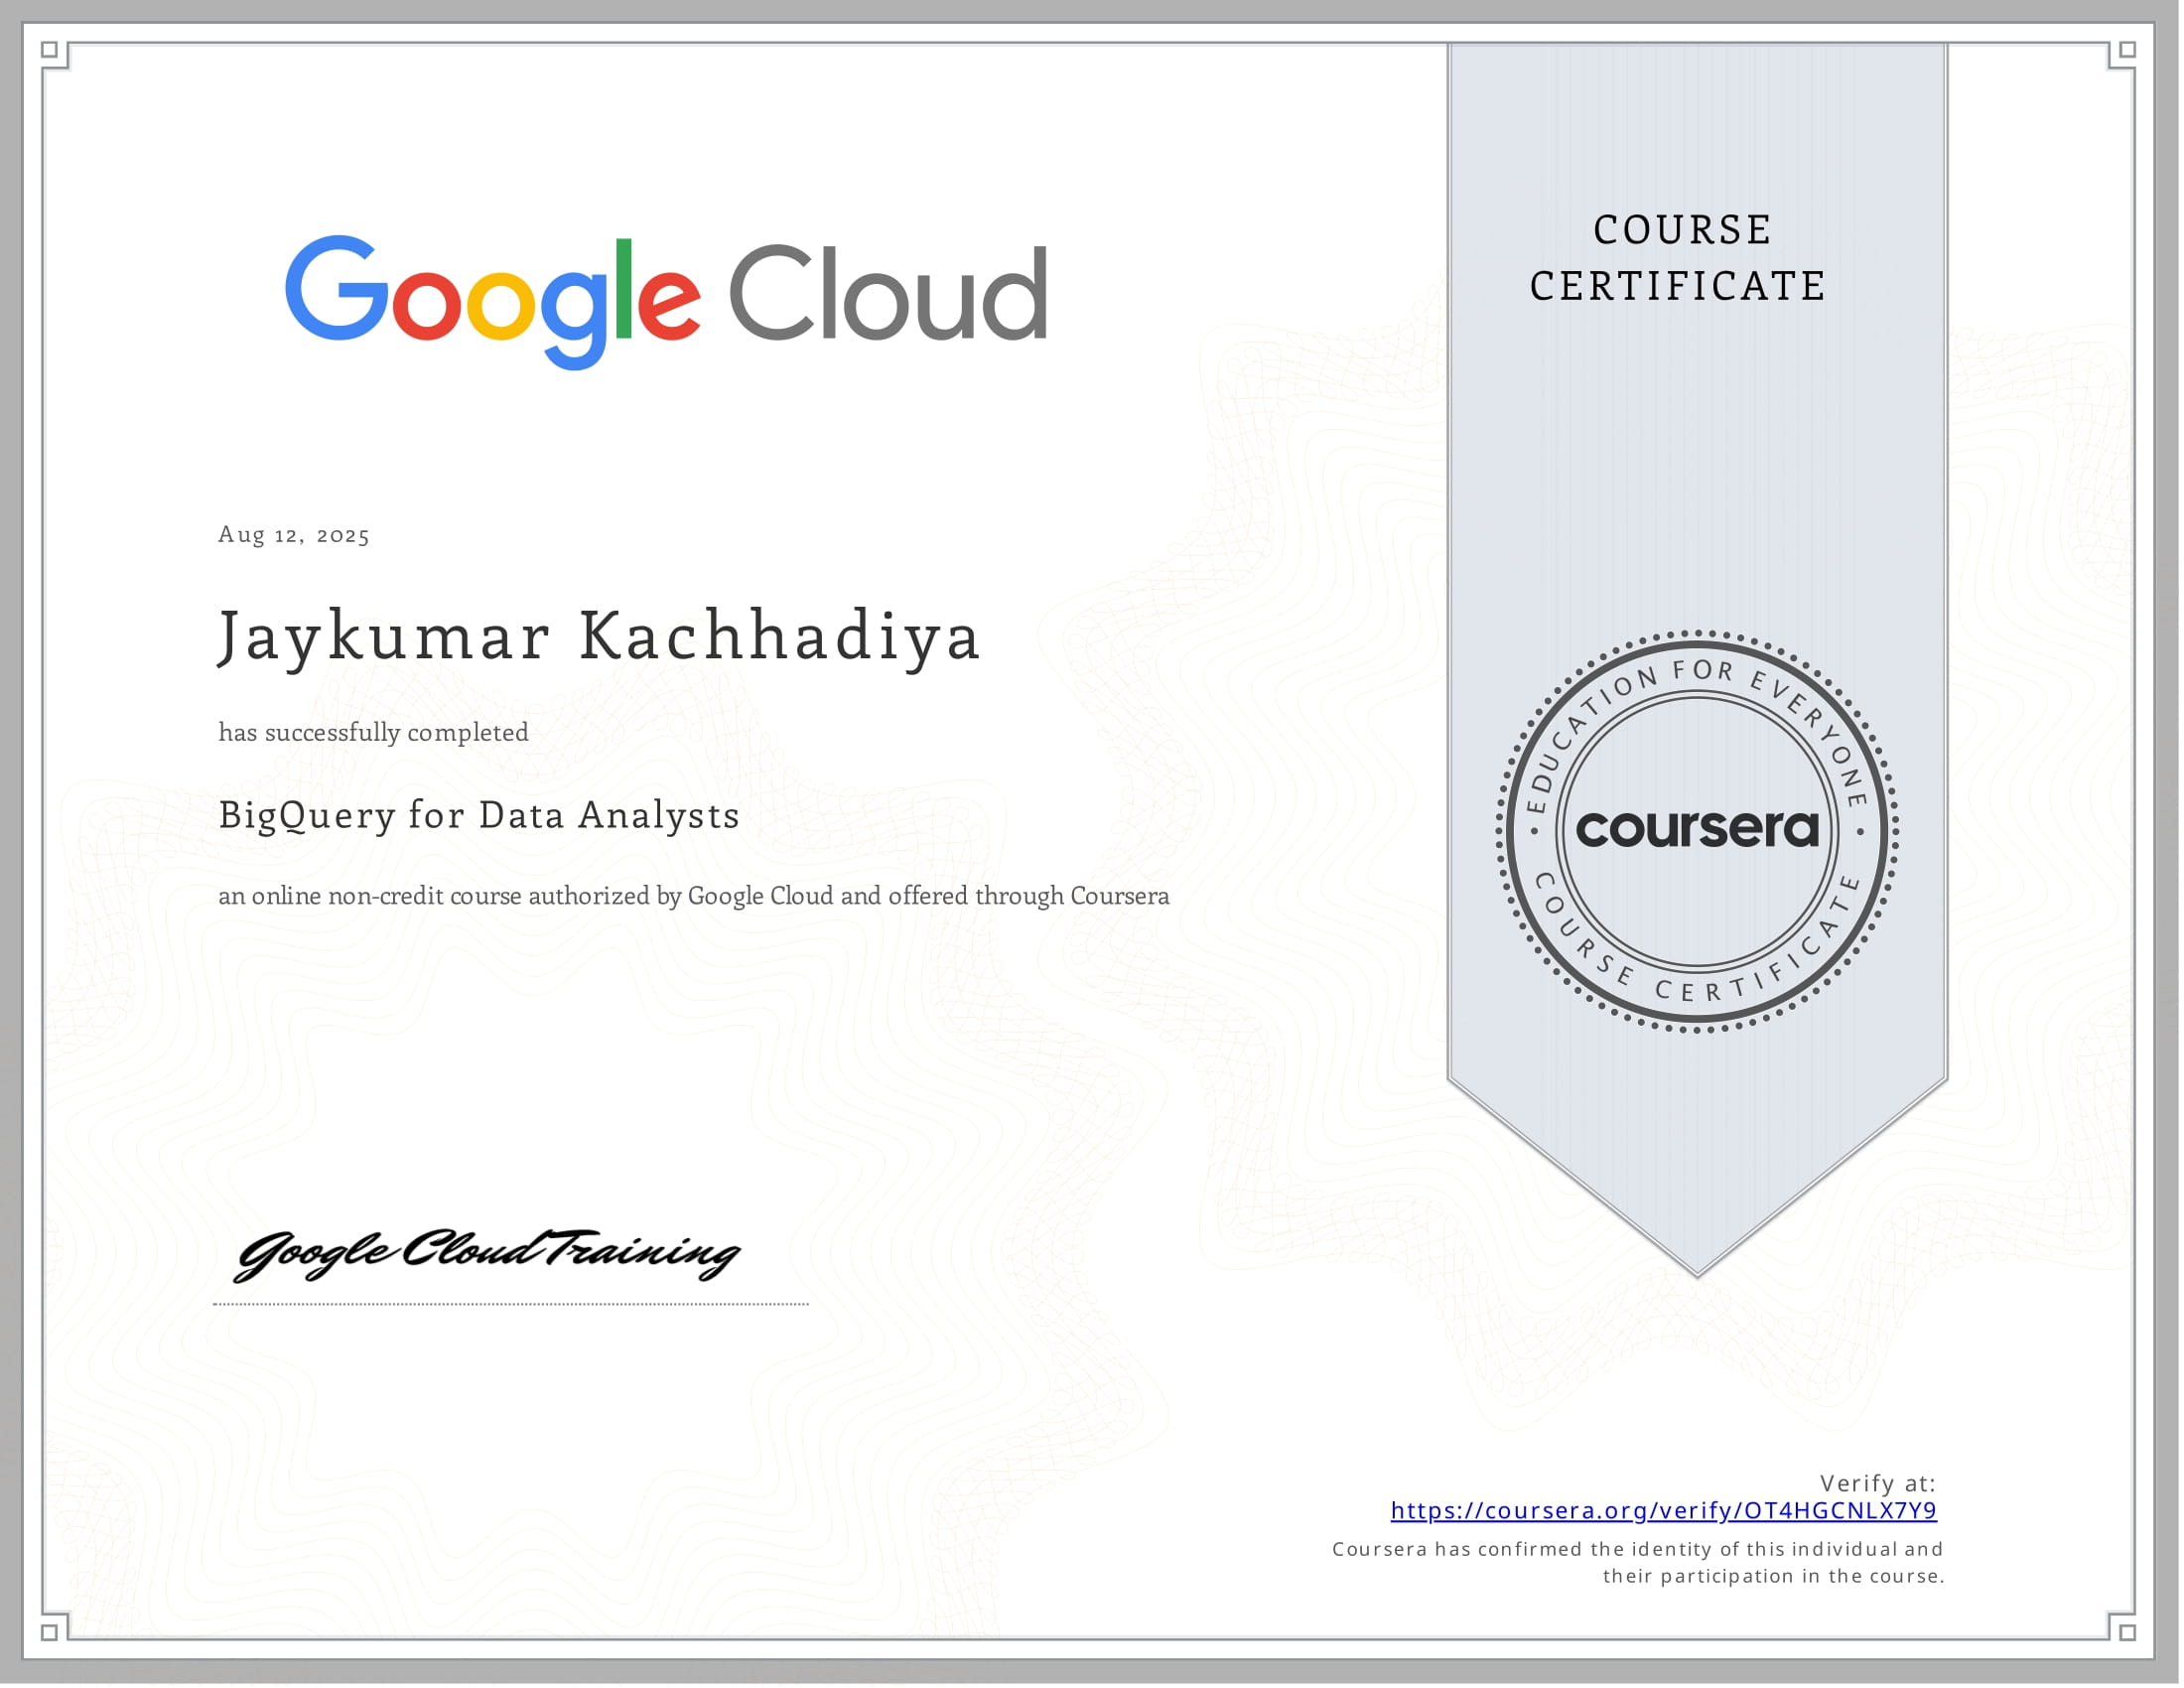 Google Cloud
COURSE
CERTIFICATE
Aug 12, 2025
Jaykumar Kachhadiya
has successfully completed
BigQuery for Data Analysts
an online non-credit course authorized by Google Cloud and offered through Coursera
EDUCATION FOR EVERYONE
coursera
COURSE CERTIFICATE
Google Cloud Training
Verify at:
https://coursera.org/verify/OT4HGCNLX7Y9
Coursera has confirmed the identity of this individual and
their participation in the course.